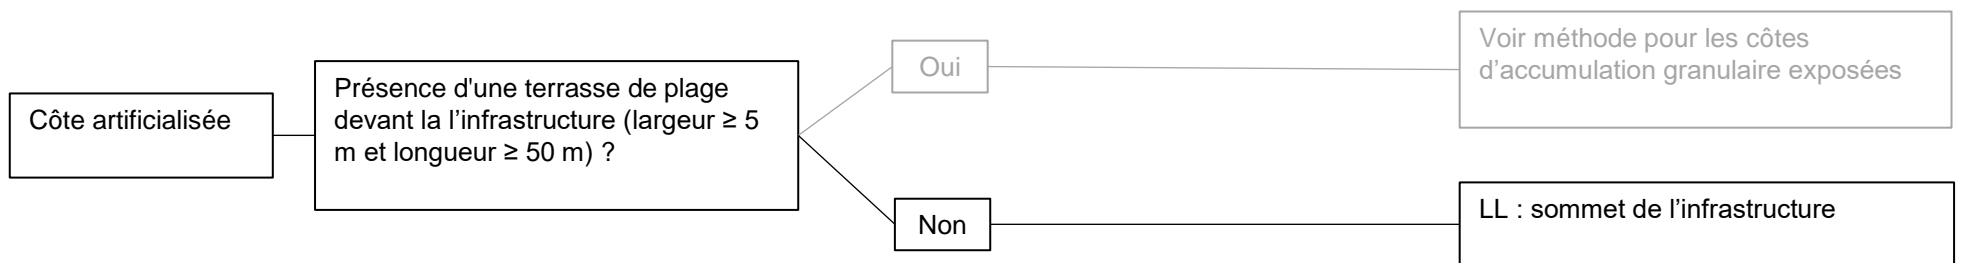 Côte artificialisée
Présence d'une terrasse de plage
devant la l’infrastructure (largeur ≥ 5
m et longueur ≥ 50 m) ?
Oui
Voir méthode pour les côtes
d’accumulation granulaire exposées
Non
LL : sommet de l’infrastructure